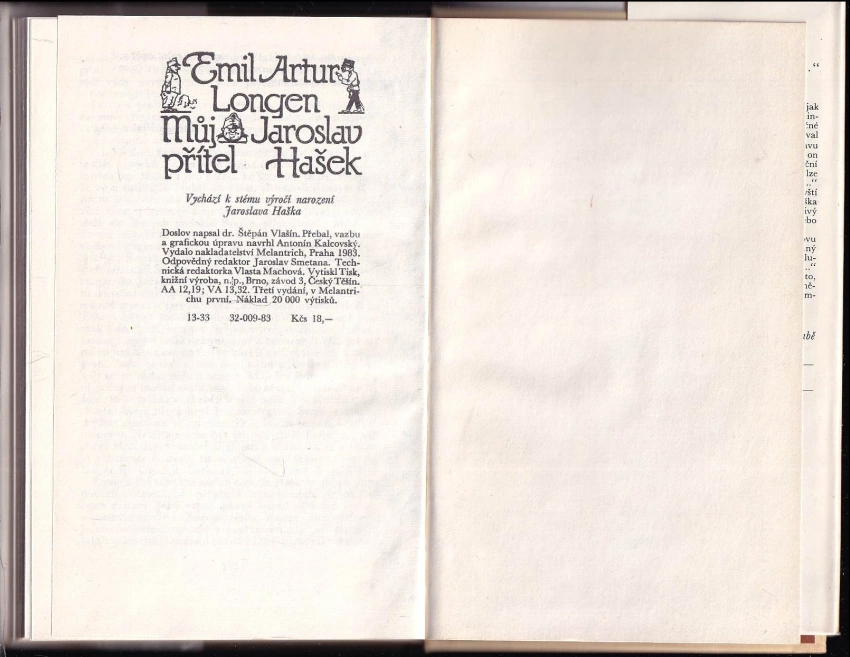 Emil Artur
Longen
Můj Jaroslav
přítel Hašek
Vychází k stému výročí narození
Jaroslava Haška
Doslov napsal dr. Štěpán Vlašín. Přebal, vazbu
a grafickou úpravu navrhl Antonín Kalcovský.
Vydalo nakladatelství Melantrich, Praha 1983.
Odpovědný redaktor Jaroslav Smetana. Tech-
nická redaktorka Vlasta Machová. Vytiskl Tisk,
knižní výroba, n. p., Brno, závod 3, Český Těšín.
AA 12,19; VA 13,32. Třetí vydání, v Melantri-
chu první. Náklad 20 000 výtisků.
13-33 32-009-83 Kčs 18,—